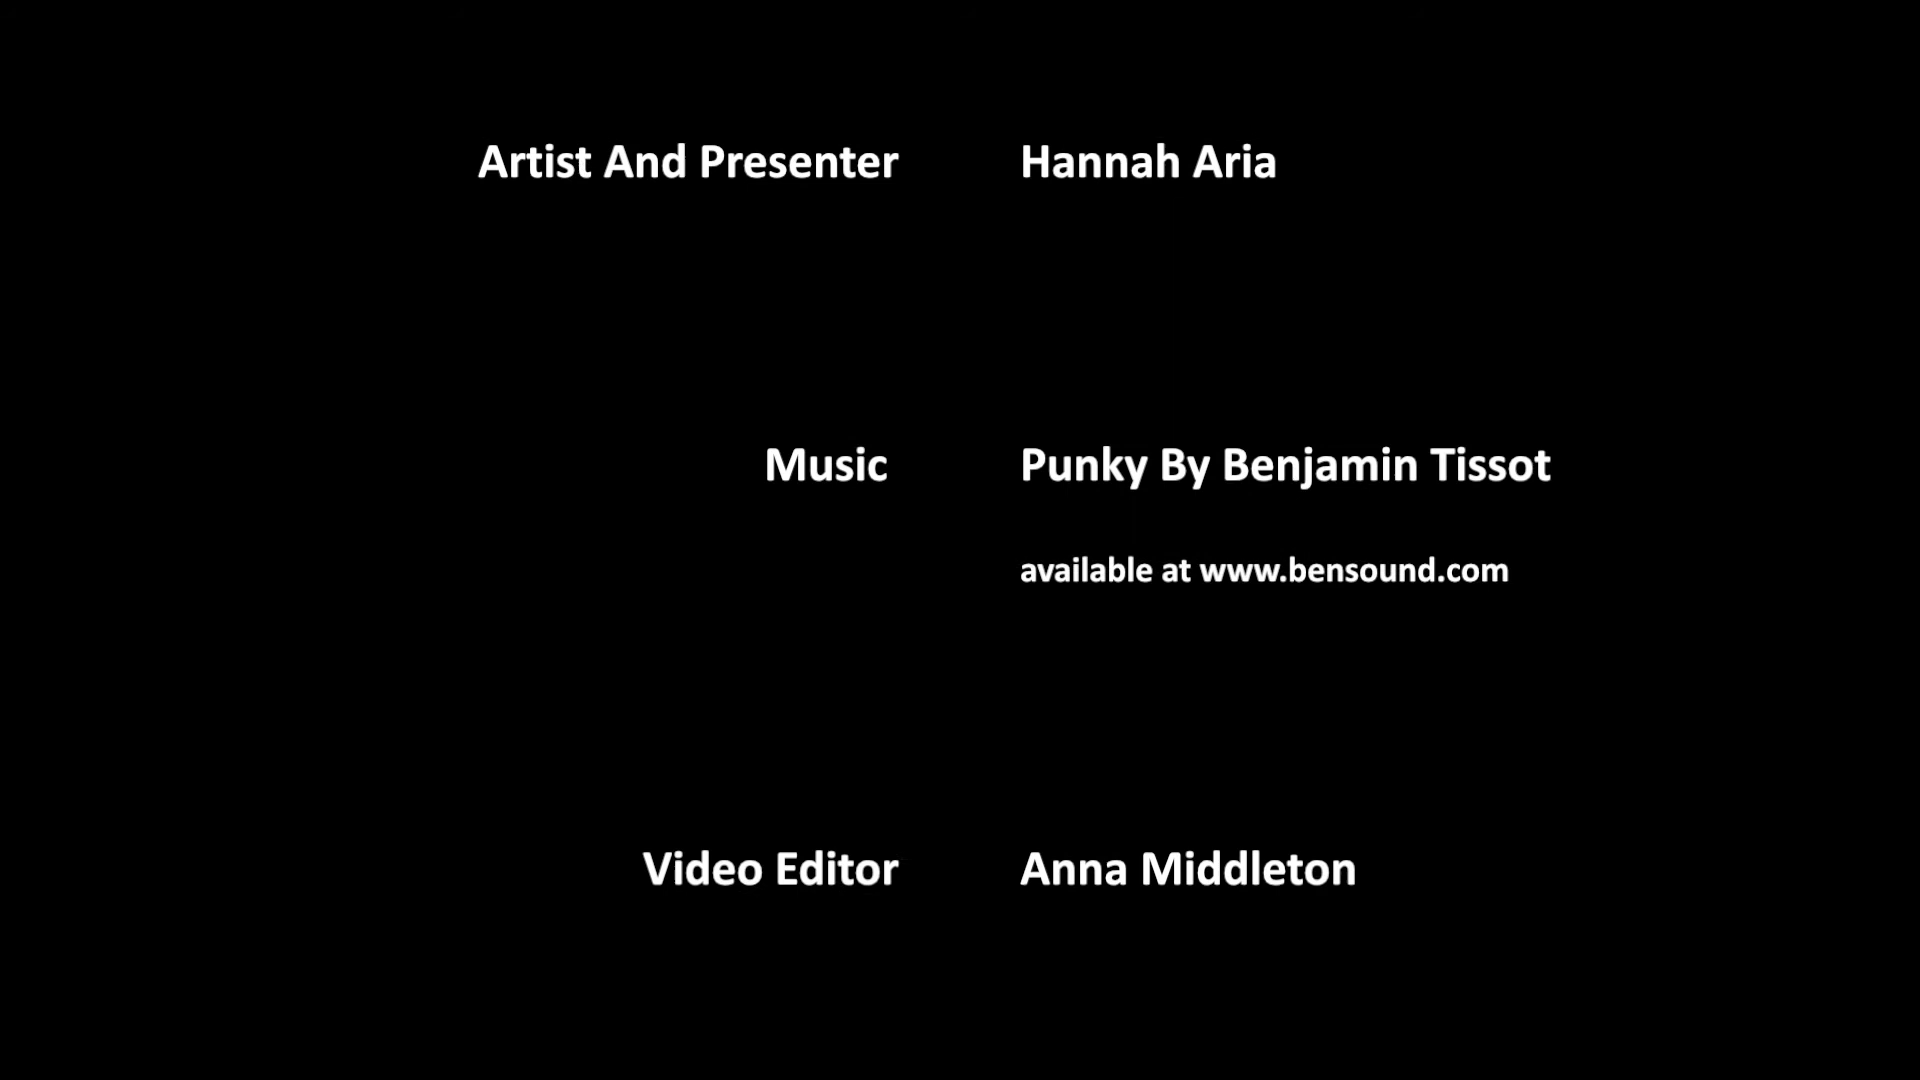 Artist And Presenter Hannah Aria
Music Punky By Benjamin Tissot
available at www.bensound.com
Video Editor Anna Middleton